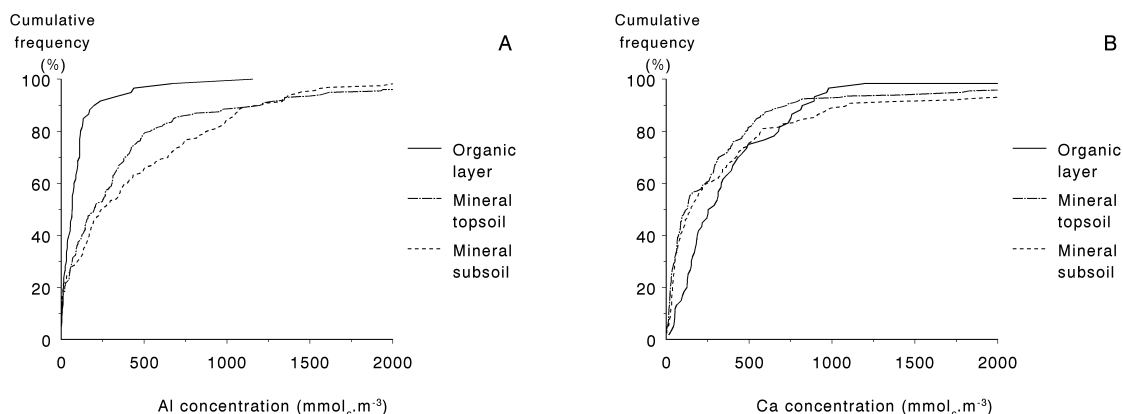 Cumulative
frequency
(%)
A
100
80
60
40
20
0
0 500 1000 1500 2000
Al concentration (mmolc.m-3)
Organic
layer
Mineral
topsoil
Mineral
subsoil
Cumulative
frequency
(%)
B
100
80
60
40
20
0
0 500 1000 1500 2000
Ca concentration (mmolc.m-3)
Organic
layer
Mineral
topsoil
Mineral
subsoil